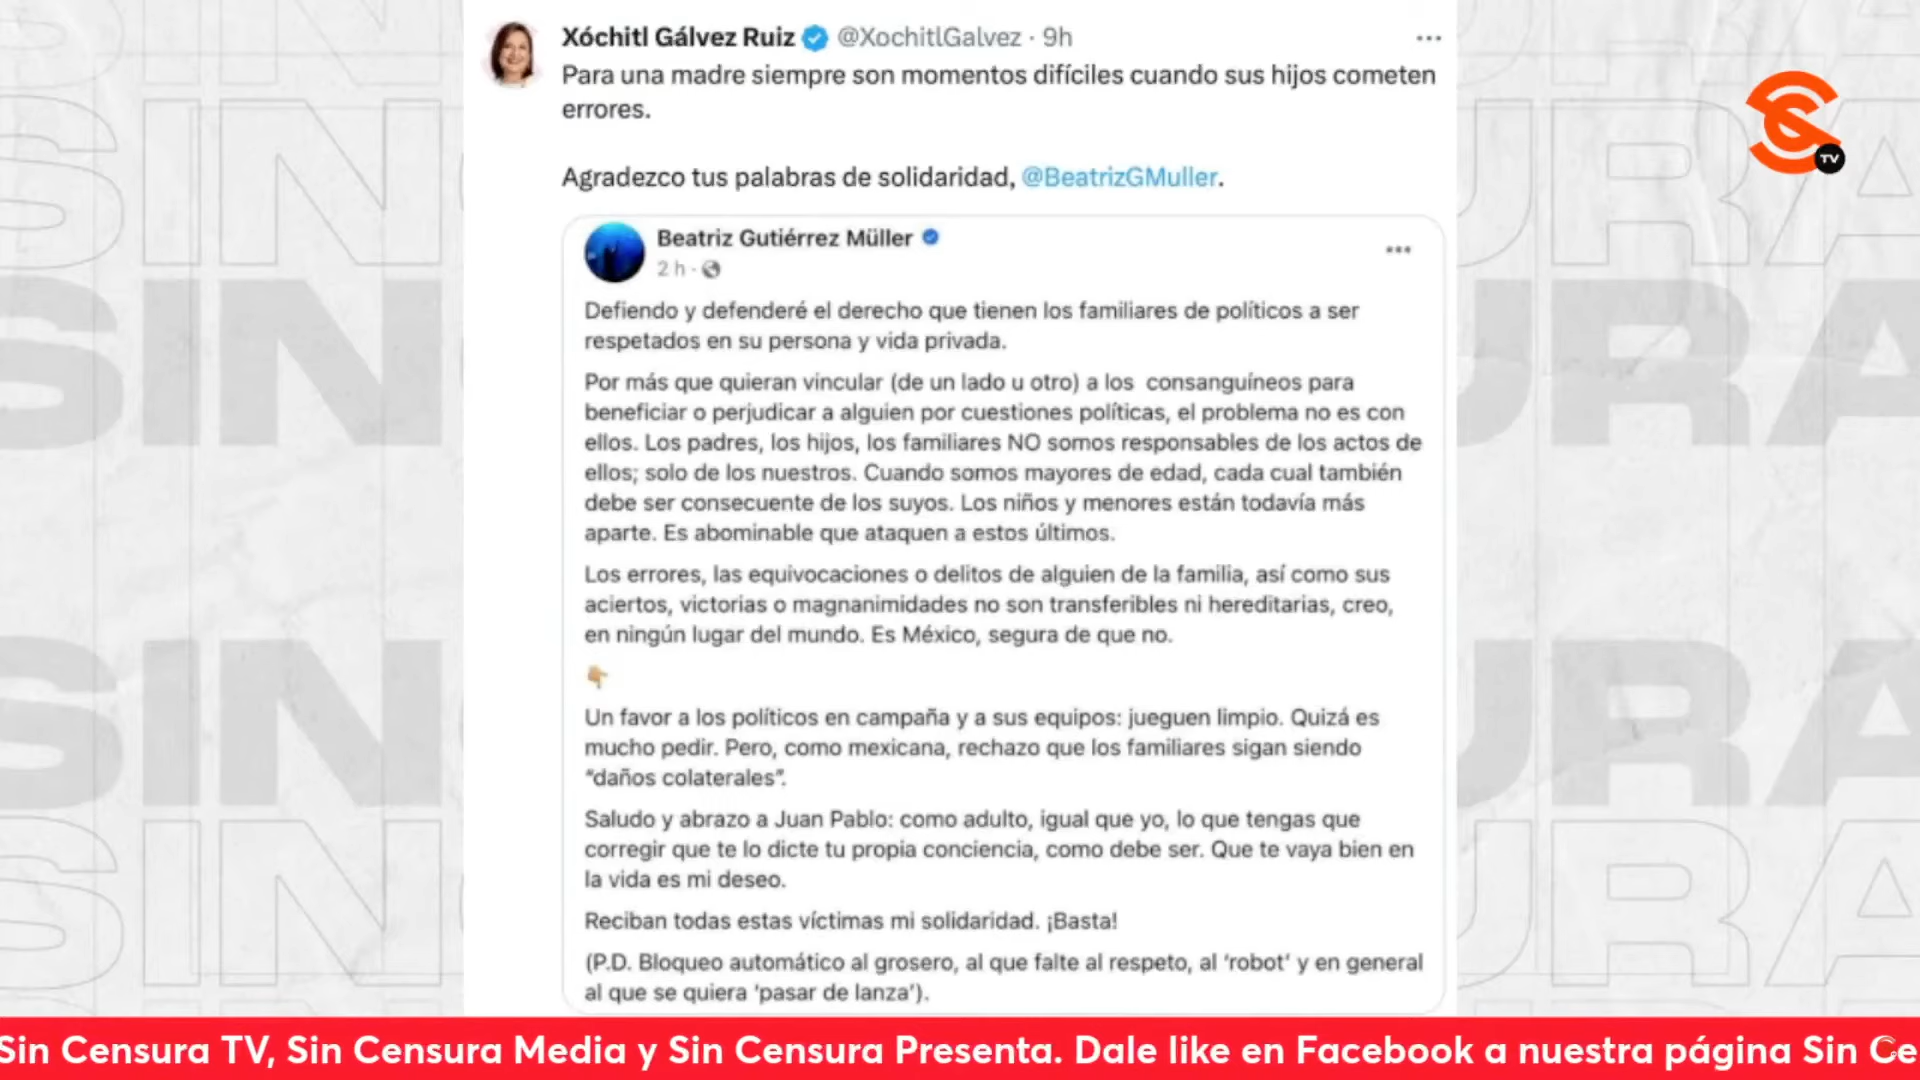 Xóchitl Gálvez Ruiz @XochitlGalvez · 9h
Para una madre siempre son momentos difíciles cuando sus hijos cometen
errores.
Agradezco tus palabras de solidaridad, @BeatrizGMuller.
Beatriz Gutiérrez Müller
2 h ·
Defiendo y defenderé el derecho que tienen los familiares de políticos a ser
respetados en su persona y vida privada.
Por más que quieran vincular (de un lado u otro) a los consanguíneos para
beneficiar o perjudicar a alguien por cuestiones políticas, el problema no es con
ellos. Los padres, los hijos, los familiares NO somos responsables de los actos de
ellos; solo de los nuestros. Cuando somos mayores de edad, cada cual también
debe ser consecuente de los suyos. Los niños y menores están todavía más
aparte. Es abominable que ataquen a estos últimos.
Los errores, las equivocaciones o delitos de alguien de la familia, así como sus
aciertos, victorias o magnanimidades no son transferibles ni hereditarias, creo,
en ningún lugar del mundo. Es México, segura de que no.
👇🏼
Un favor a los políticos en campaña y a sus equipos: jueguen limpio. Quizá es
mucho pedir. Pero, como mexicana, rechazo que los familiares sigan siendo
"daños colaterales".
Saludo y abrazo a Juan Pablo: como adulto, igual que yo, lo que tengas que
corregir que te lo dicte tu propia conciencia, como debe ser. Que te vaya bien en
la vida es mi deseo.
Reciban todas estas víctimas mi solidaridad. ¡Basta!
(P.D. Bloqueo automático al grosero, al que falte al respeto, al 'robot' y en general
al que se quiera 'pasar de lanza').
TV
SIN
URA
SIN
URA
SIN
URA
SIN
URA
Sin Censura TV, Sin Censura Media y Sin Censura Presenta. Dale like en Facebook a nuestra página Sin Ce